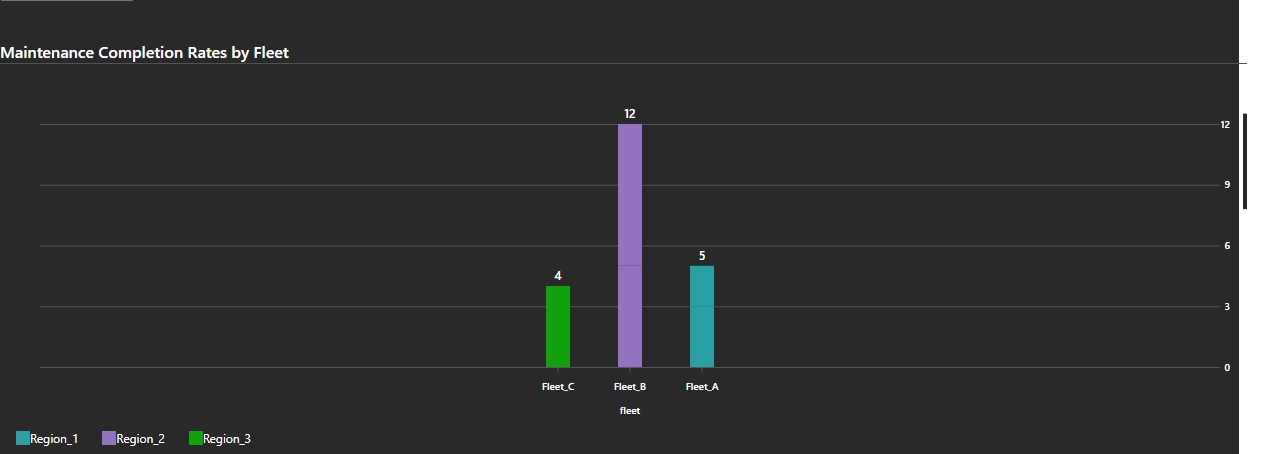 Maintenance Completion Rates by Fleet
12
12
9
6
5
4
3
0
Fleet_C Fleet_B Fleet_A
fleet
Region_1 Region_2 Region_3